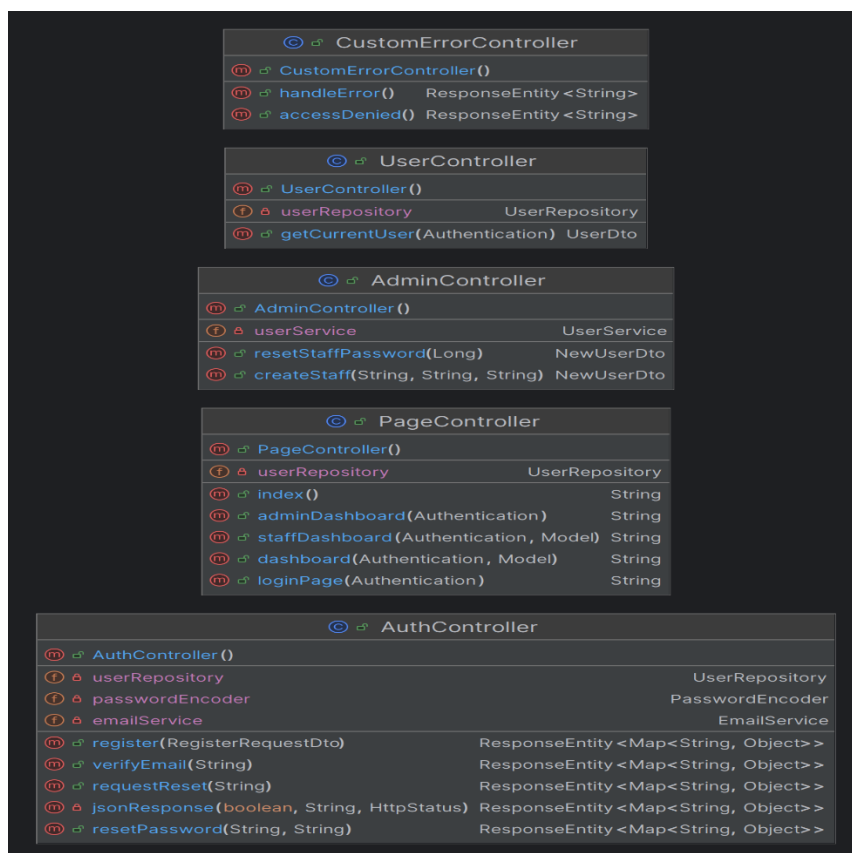 CustomErrorController
CustomErrorController()
handleError() ResponseEntity<String>
accessDenied() ResponseEntity<String>
UserController
UserController()
userRepository UserRepository
getCurrentUser(Authentication) UserDto
AdminController
AdminController()
userService UserService
resetStaffPassword(Long) NewUserDto
createStaff(String, String, String) NewUserDto
PageController
PageController()
userRepository UserRepository
index() String
adminDashboard(Authentication) String
staffDashboard(Authentication, Model) String
dashboard(Authentication, Model) String
loginPage(Authentication) String
AuthController
AuthController()
userRepository UserRepository
passwordEncoder PasswordEncoder
emailService EmailService
register(RegisterRequestDto) ResponseEntity<Map<String, Object>>
verifyEmail(String) ResponseEntity<Map<String, Object>>
requestReset(String) ResponseEntity<Map<String, Object>>
jsonResponse(boolean, String, HttpStatus) ResponseEntity<Map<String, Object>>
resetPassword(String, String) ResponseEntity<Map<String, Object>>